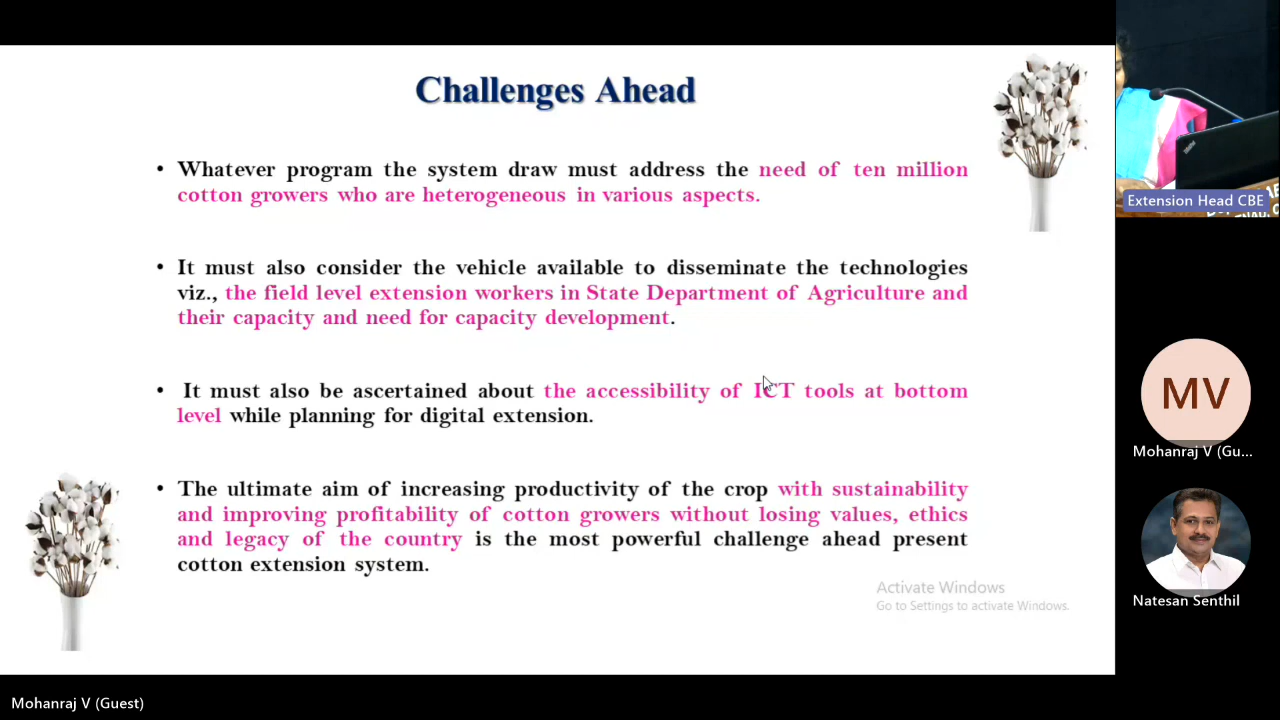 Challenges Ahead
• Whatever program the system draw must address the need of ten million
cotton growers who are heterogeneous in various aspects.
• It must also consider the vehicle available to disseminate the technologies
viz., the field level extension workers in State Department of Agriculture and
their capacity and need for capacity development.
• It must also be ascertained about the accessibility of ICT tools at bottom
level while planning for digital extension.
• The ultimate aim of increasing productivity of the crop with sustainability
and improving profitability of cotton growers without losing values, ethics
and legacy of the country is the most powerful challenge ahead present
cotton extension system.
Activate Windows
Go to Settings to activate Windows.
Extension Head CBE
MV
Mohanraj V (Gu...
Natesan Senthil
Mohanraj V (Guest)